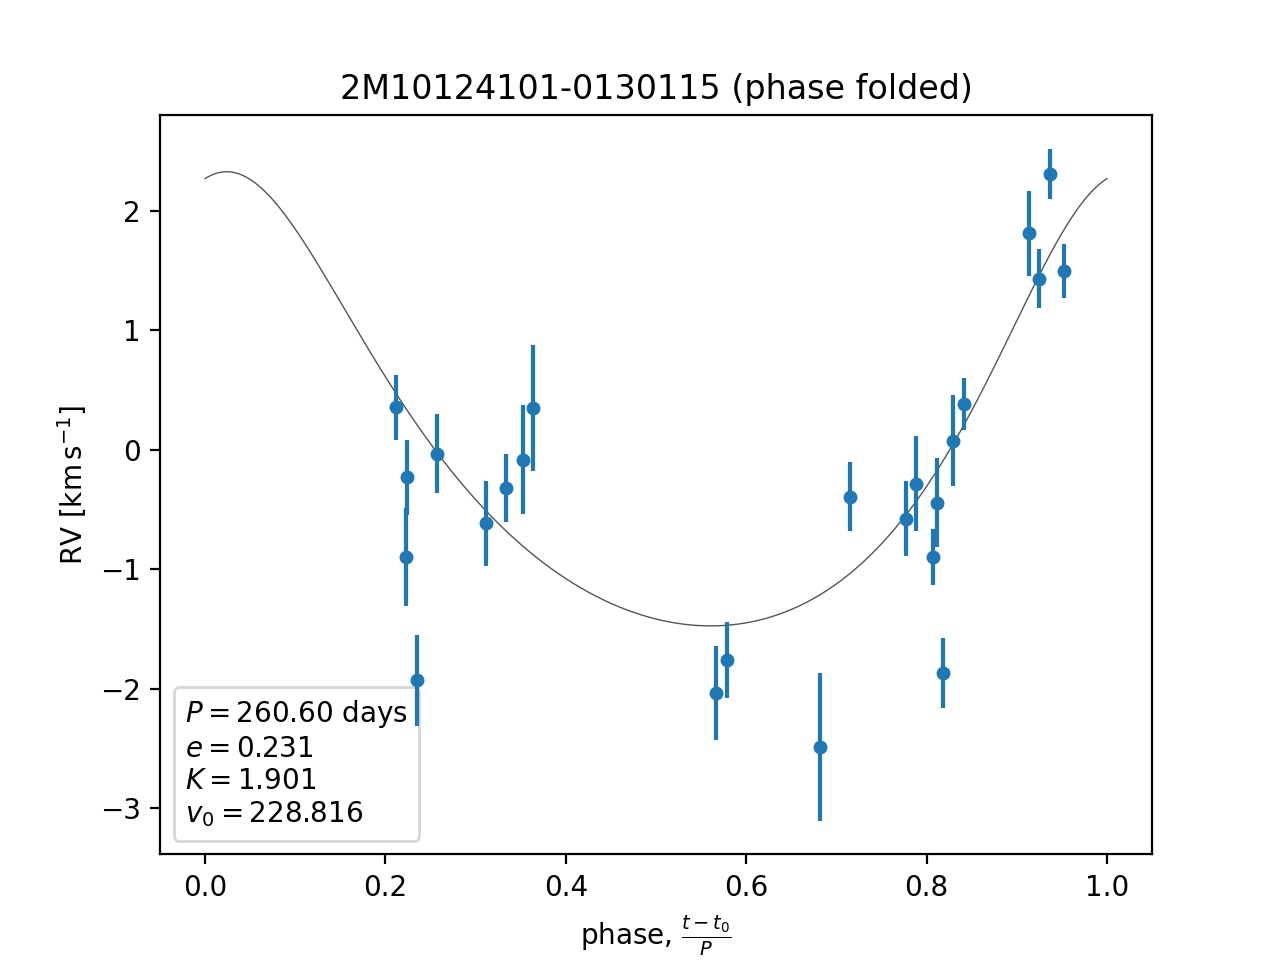 2M10124101-0130115 (phase folded)
RV [km s⁻¹]
2
1
0
−1
−2
−3
P = 260.60 days
e = 0.231
K = 1.901
v₀ = 228.816
0.0 0.2 0.4 0.6 0.8 1.0
phase, (t − t₀)/P